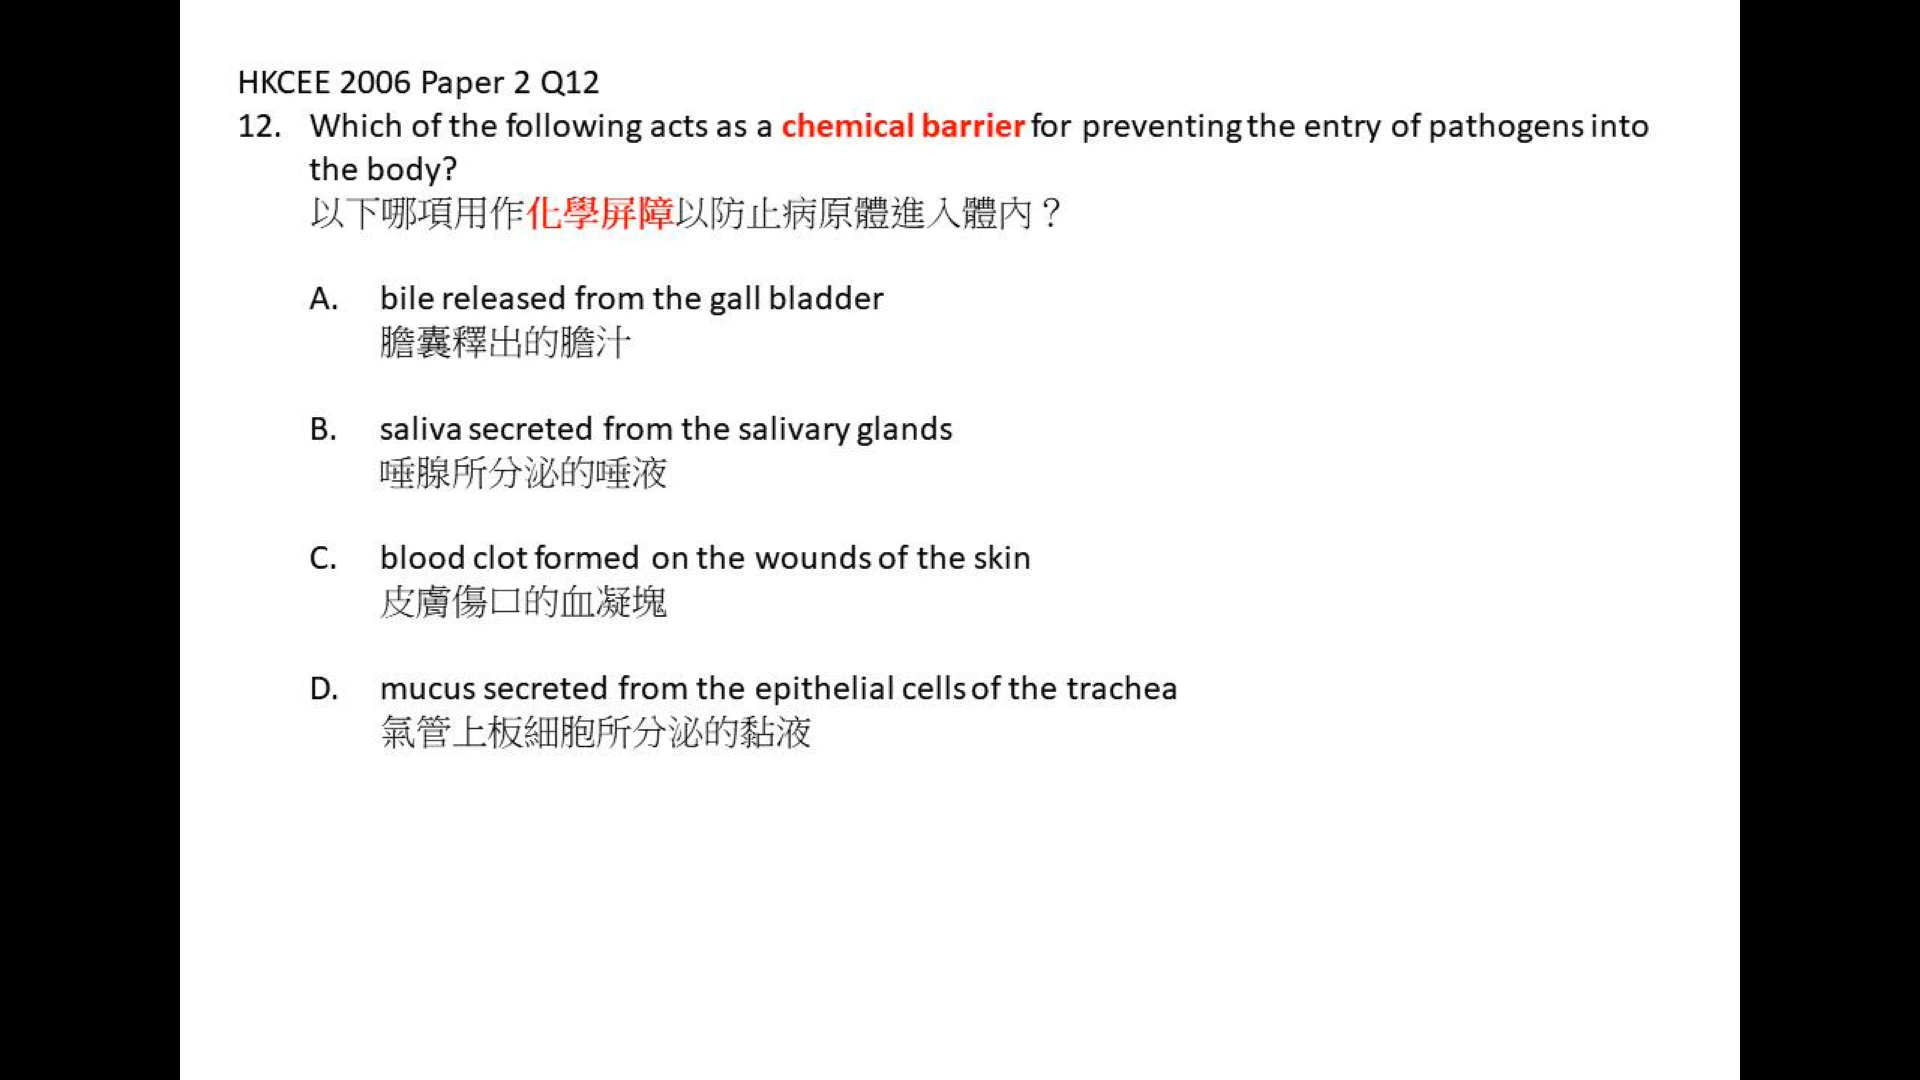 HKCEE 2006 Paper 2 Q12
12. Which of the following acts as a chemical barrier for preventing the entry of pathogens into
the body?
以下哪項用作化學屏障以防止病原體進入體內？
A. bile released from the gall bladder
膽囊釋出的膽汁
B. saliva secreted from the salivary glands
唾腺所分泌的唾液
C. blood clot formed on the wounds of the skin
皮膚傷口的血凝塊
D. mucus secreted from the epithelial cells of the trachea
氣管上板細胞所分泌的黏液